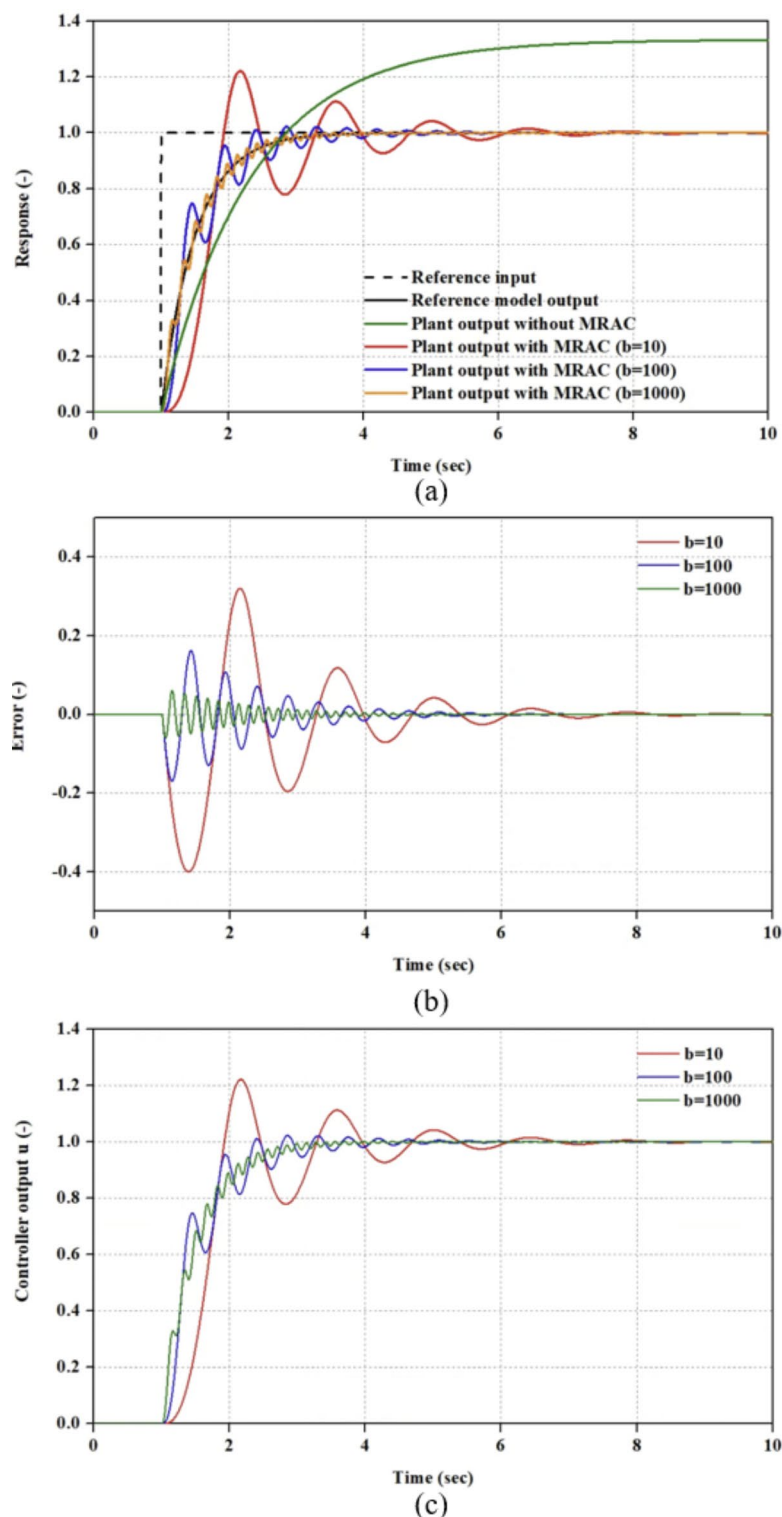 1.4
1.2
1.0
0.8
0.6
0.4
0.2
0.0
Response (-)
Reference input
Reference model output
Plant output without MRAC
Plant output with MRAC (b=10)
Plant output with MRAC (b=100)
Plant output with MRAC (b=1000)
0 2 4 6 8 10
Time (sec)
(a)
0.4
0.2
0.0
-0.2
-0.4
Error (-)
b=10
b=100
b=1000
0 2 4 6 8 10
Time (sec)
(b)
1.4
1.2
1.0
0.8
0.6
0.4
0.2
0.0
Controller output u (-)
b=10
b=100
b=1000
0 2 4 6 8 10
Time (sec)
(c)